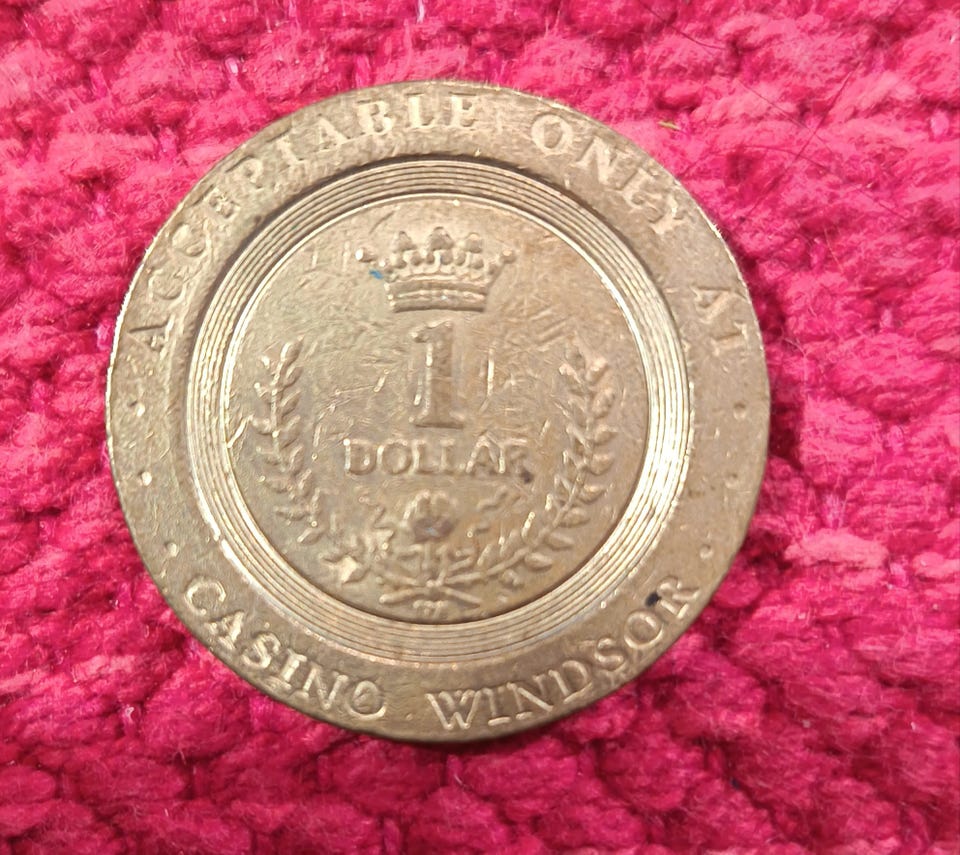 ACCEPTABLE ONLY AT
1
DOLLAR
CASINO WINDSOR